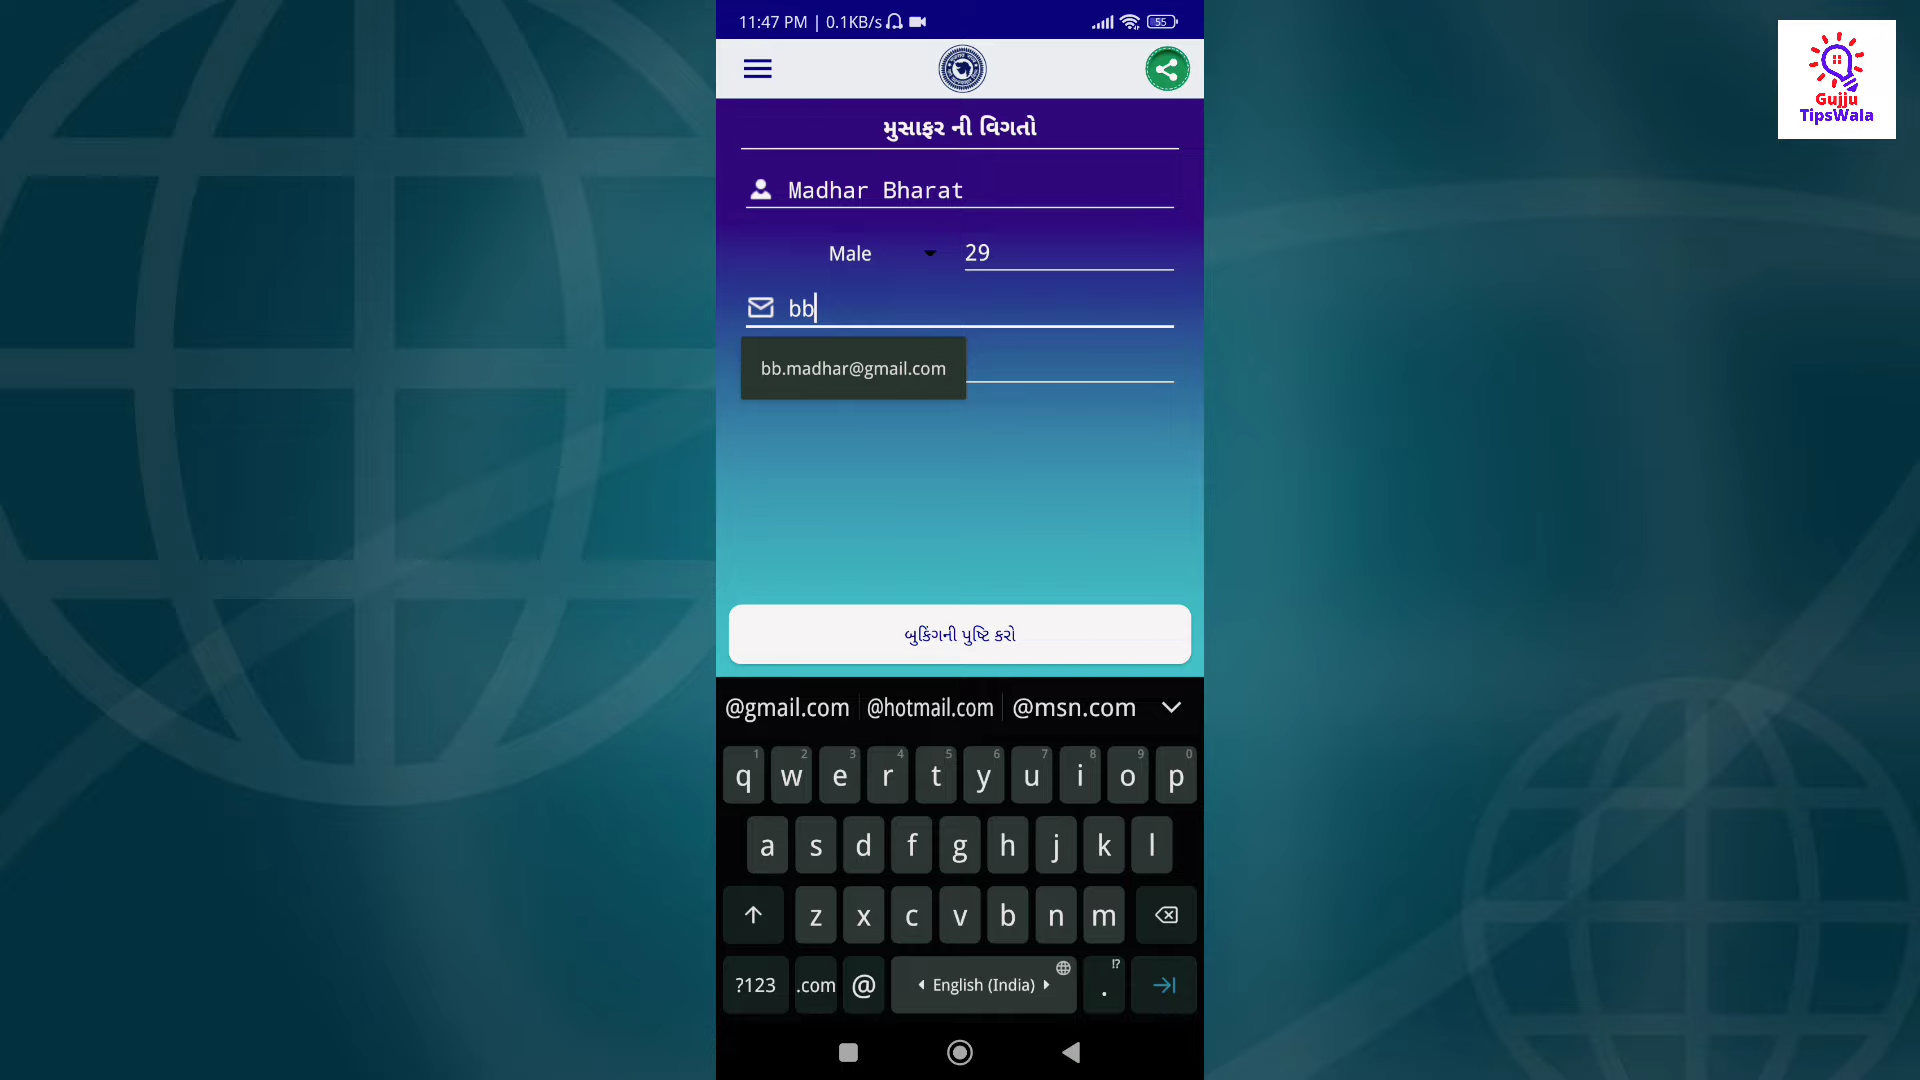 11:47 PM | 0.1KB/s
55
Gujju
TipsWala
મુસાફર ની વિગતો
Madhar Bharat
Male 29
bb
bb.madhar@gmail.com
બુકિંગની પુષ્ટિ કરો
@gmail.com @hotmail.com @msn.com
1 2 3 4 5 6 7 8 9 0
q w e r t y u i o p
a s d f g h j k l
z x c v b n m
?123 .com @ English (India) . !?